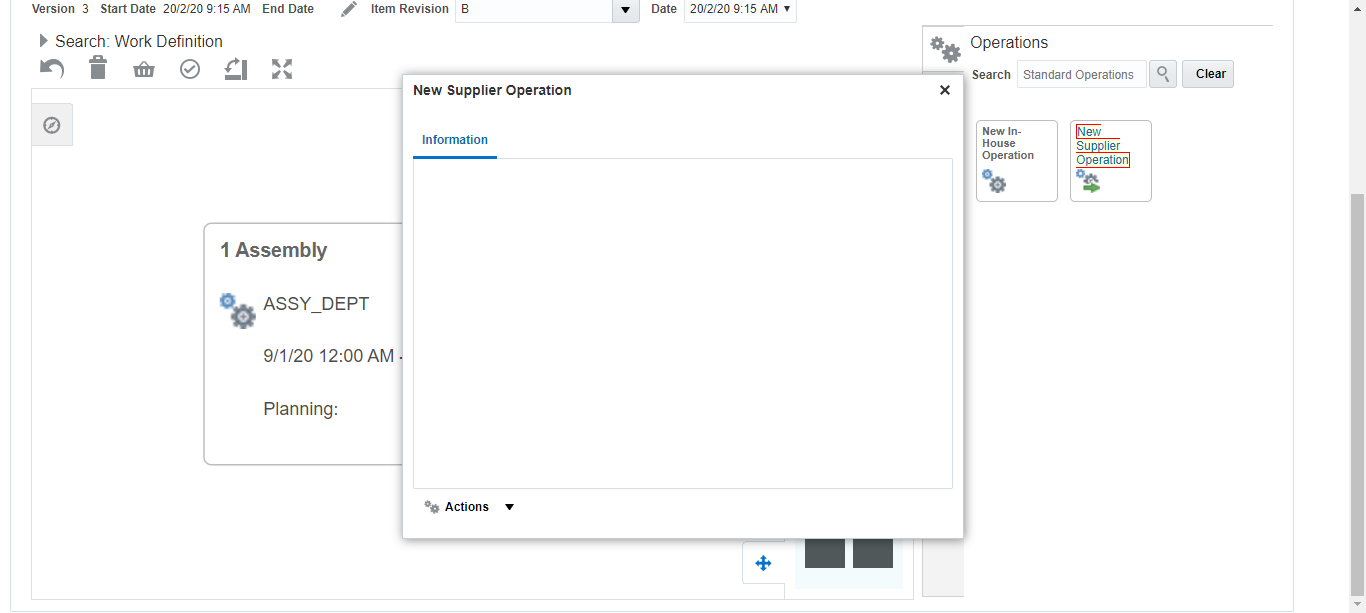 Version 3 Start Date 20/2/20 9:15 AM End Date Item Revision B Date 20/2/20 9:15 AM
Search: Work Definition
Operations
Search Standard Operations Clear
New Supplier Operation
Information
New In-
House
Operation
New
Supplier
Operation
1 Assembly
ASSY_DEPT
9/1/20 12:00 AM -
Planning:
Actions